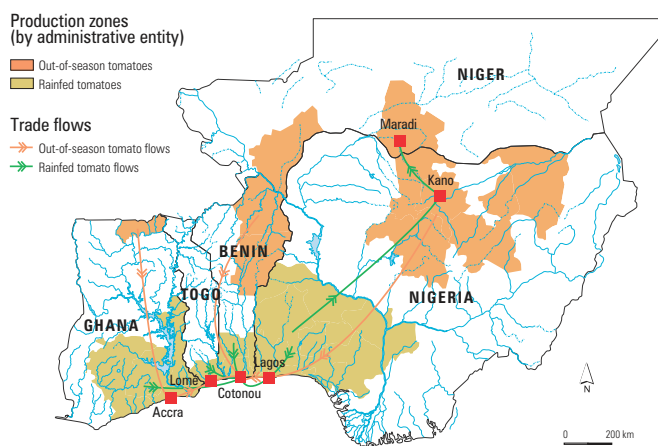 Production zones
(by administrative entity)
Out-of-season tomatoes
Rainfed tomatoes
Trade flows
Out-of-season tomato flows
Rainfed tomato flows
NIGER
Maradi
Kano
BENIN
TOGO
NIGERIA
GHANA
Lome
Lagos
Cotonou
Accra
N
0 200 km